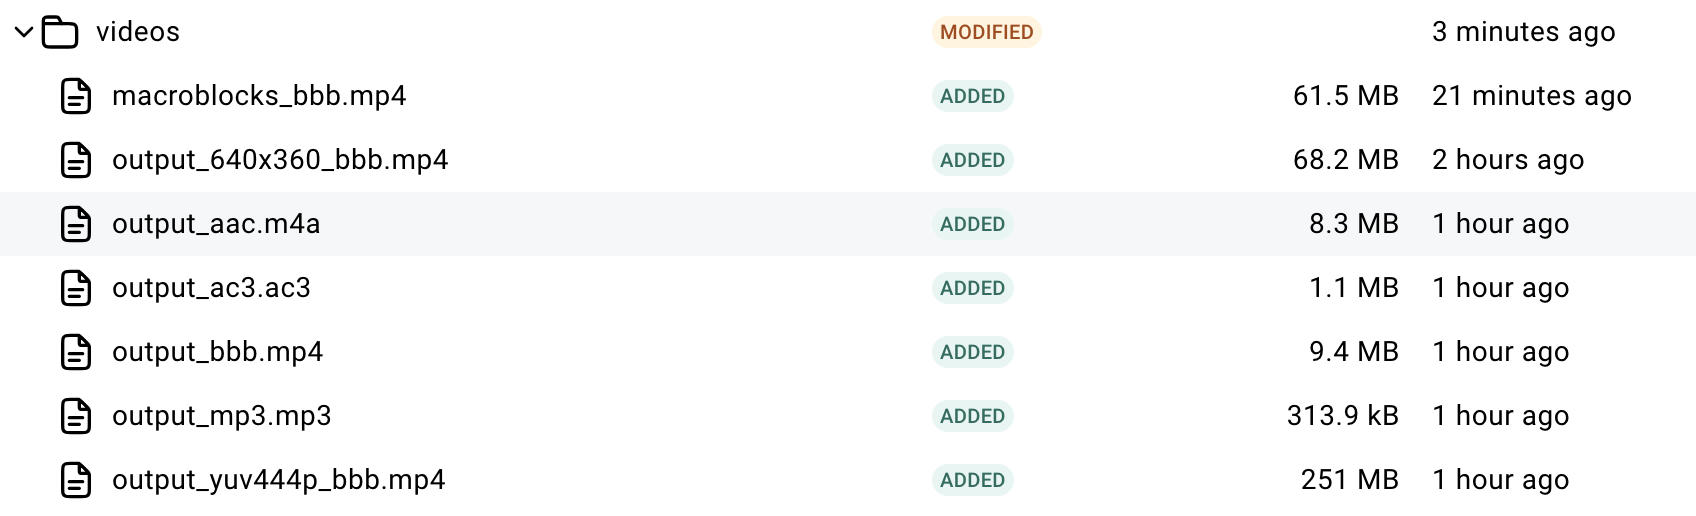 videos MODIFIED 3 minutes ago
macroblocks_bbb.mp4 ADDED 61.5 MB 21 minutes ago
output_640x360_bbb.mp4 ADDED 68.2 MB 2 hours ago
output_aac.m4a ADDED 8.3 MB 1 hour ago
output_ac3.ac3 ADDED 1.1 MB 1 hour ago
output_bbb.mp4 ADDED 9.4 MB 1 hour ago
output_mp3.mp3 ADDED 313.9 kB 1 hour ago
output_yuv444p_bbb.mp4 ADDED 251 MB 1 hour ago